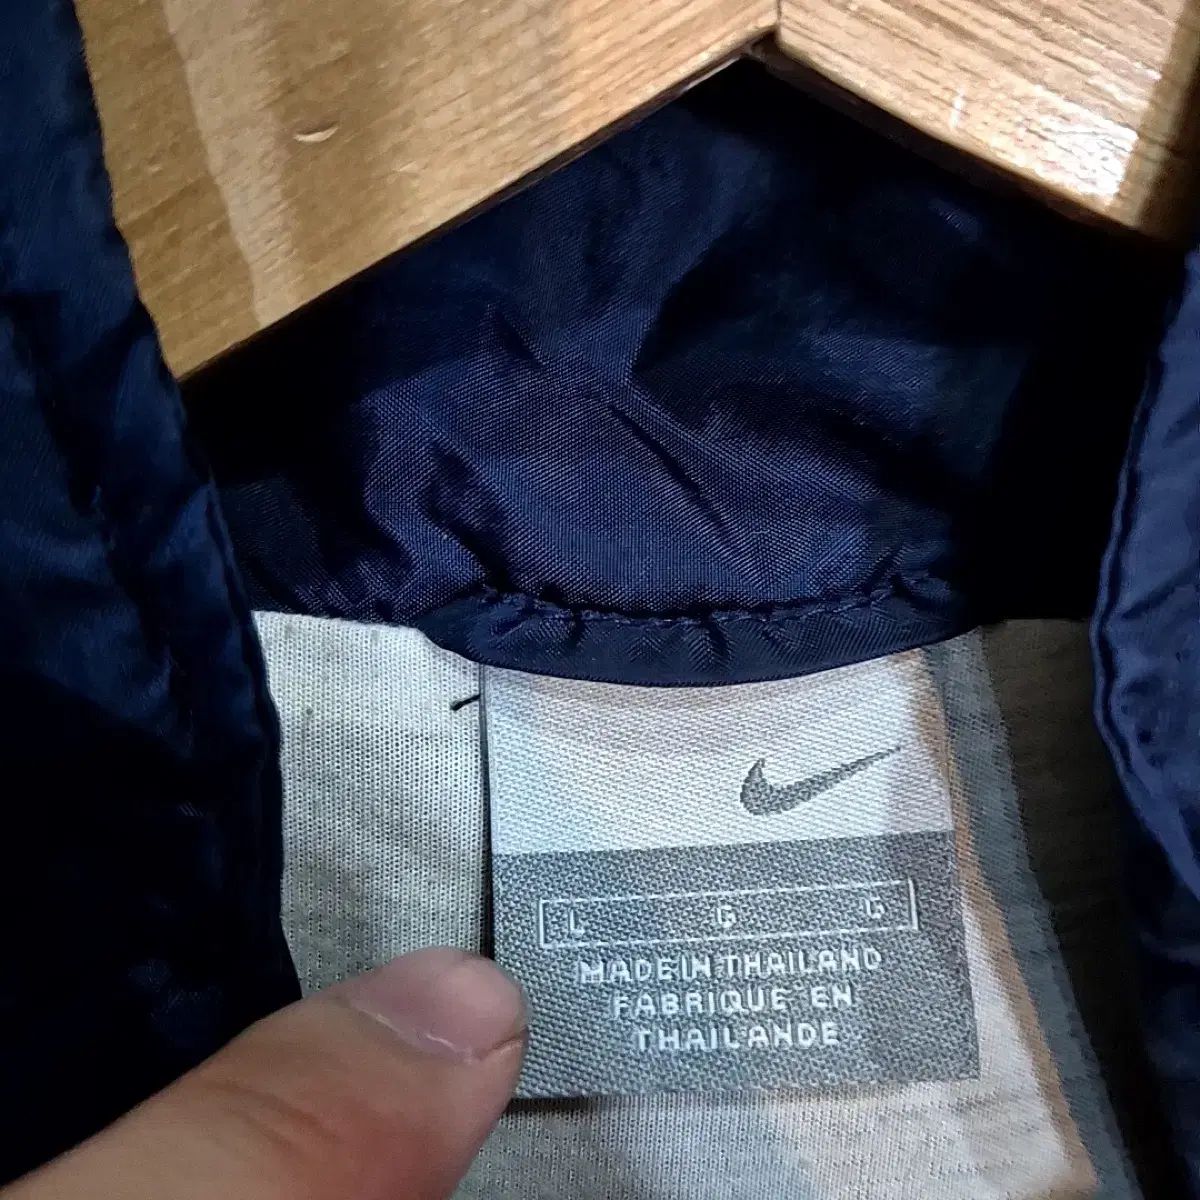 L G G
MADE IN THAILAND
FABRIQUE EN
THAILANDE